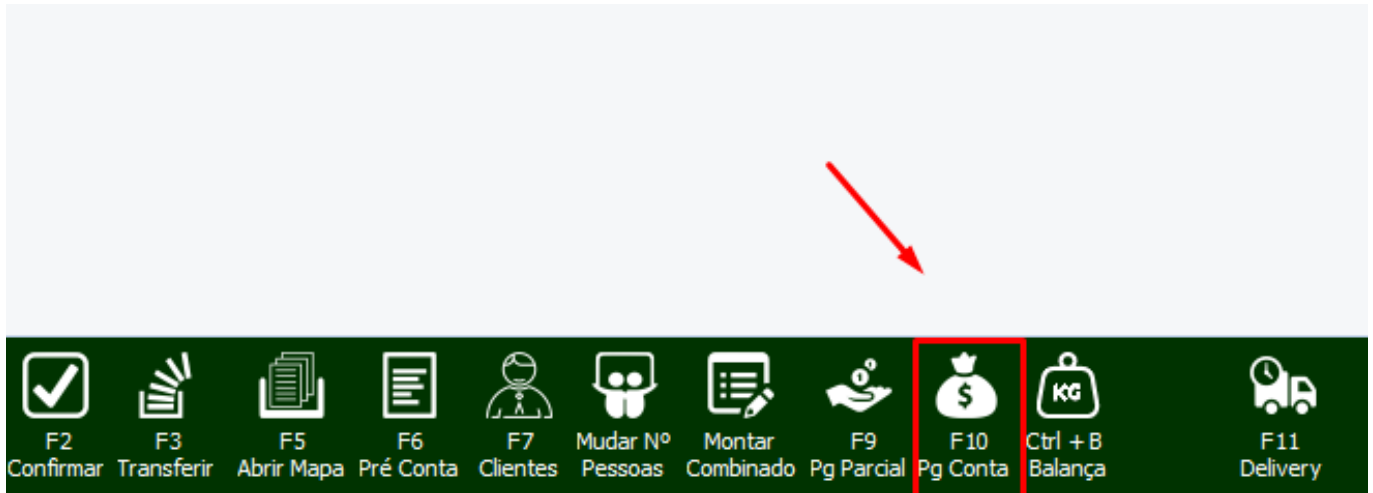 $
KG
F2
Confirmar
F3
Transferir
F5
Abrir Mapa
F6
Pré Conta
F7
Clientes
Mudar Nº
Pessoas
Montar
Combinado
F9
Pg Parcial
F10
Pg Conta
Ctrl + B
Balança
F11
Delivery